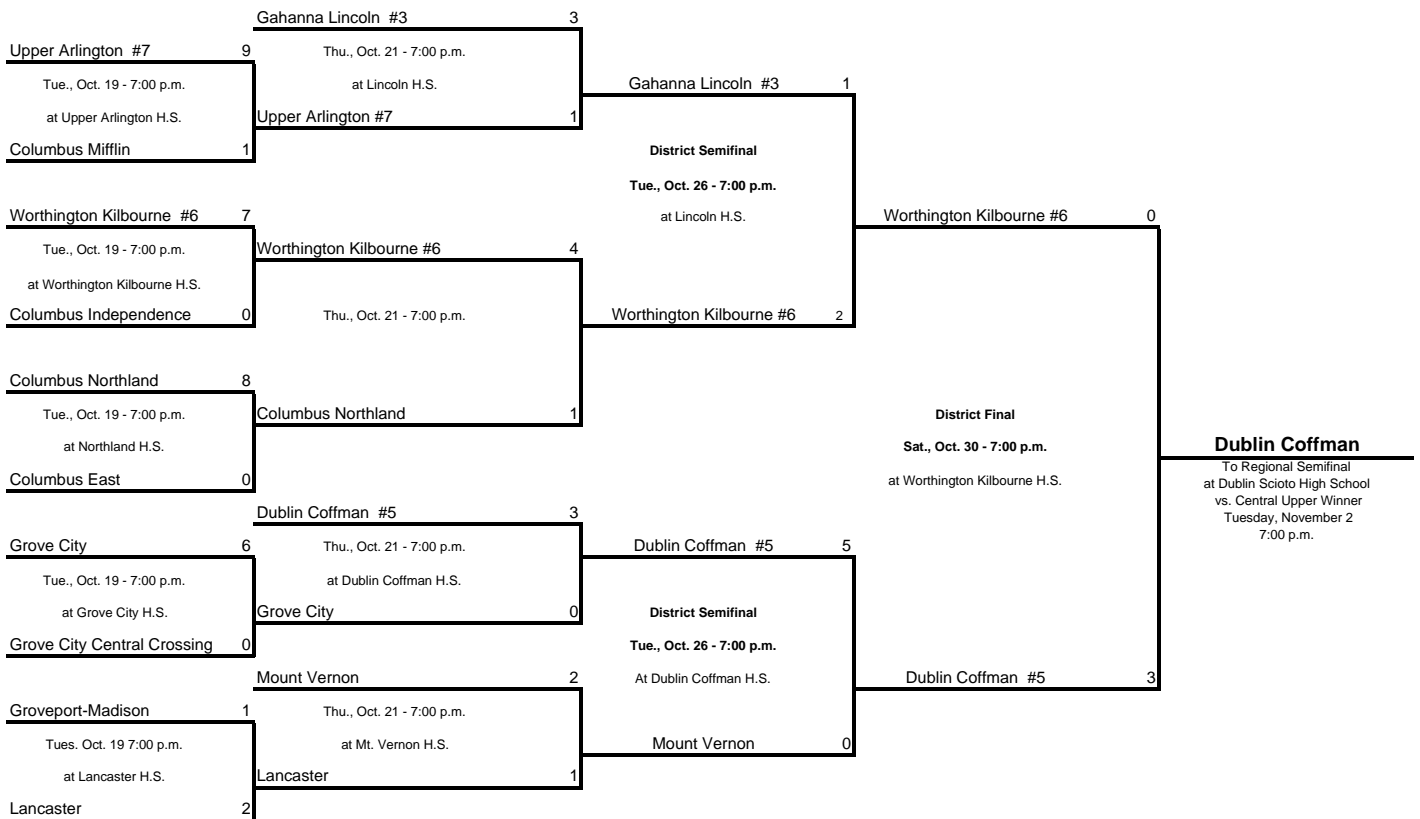 Gahanna Lincoln #3 3
Upper Arlington #7 9
Thu., Oct. 21 - 7:00 p.m.
Tue., Oct. 19 - 7:00 p.m.
at Lincoln H.S.
Gahanna Lincoln #3 1
at Upper Arlington H.S.
Upper Arlington #7 1
Columbus Mifflin 1
District Semifinal
Tue., Oct. 26 - 7:00 p.m.
Worthington Kilbourne #6 7
at Lincoln H.S.
Worthington Kilbourne #6 0
Tue., Oct. 19 - 7:00 p.m.
Worthington Kilbourne #6 4
at Worthington Kilbourne H.S.
Columbus Independence 0
Thu., Oct. 21 - 7:00 p.m.
Worthington Kilbourne #6 2
Columbus Northland 8
Tue., Oct. 19 - 7:00 p.m.
Columbus Northland 1
District Final
at Northland H.S.
Sat., Oct. 30 - 7:00 p.m.
Dublin Coffman
Columbus East 0
at Worthington Kilbourne H.S.
To Regional Semifinal
at Dublin Scioto High School
vs. Central Upper Winner
Tuesday, November 2
7:00 p.m.
Dublin Coffman #5 3
Grove City 6
Thu., Oct. 21 - 7:00 p.m.
Dublin Coffman #5 5
Tue., Oct. 19 - 7:00 p.m.
at Dublin Coffman H.S.
at Grove City H.S.
Grove City 0
District Semifinal
Grove City Central Crossing 0
Tue., Oct. 26 - 7:00 p.m.
Mount Vernon 2
At Dublin Coffman H.S.
Dublin Coffman #5 3
Groveport-Madison 1
Thu., Oct. 21 - 7:00 p.m.
Tues. Oct. 19 7:00 p.m.
at Mt. Vernon H.S.
Mount Vernon 0
at Lancaster H.S.
Lancaster 1
Lancaster 2